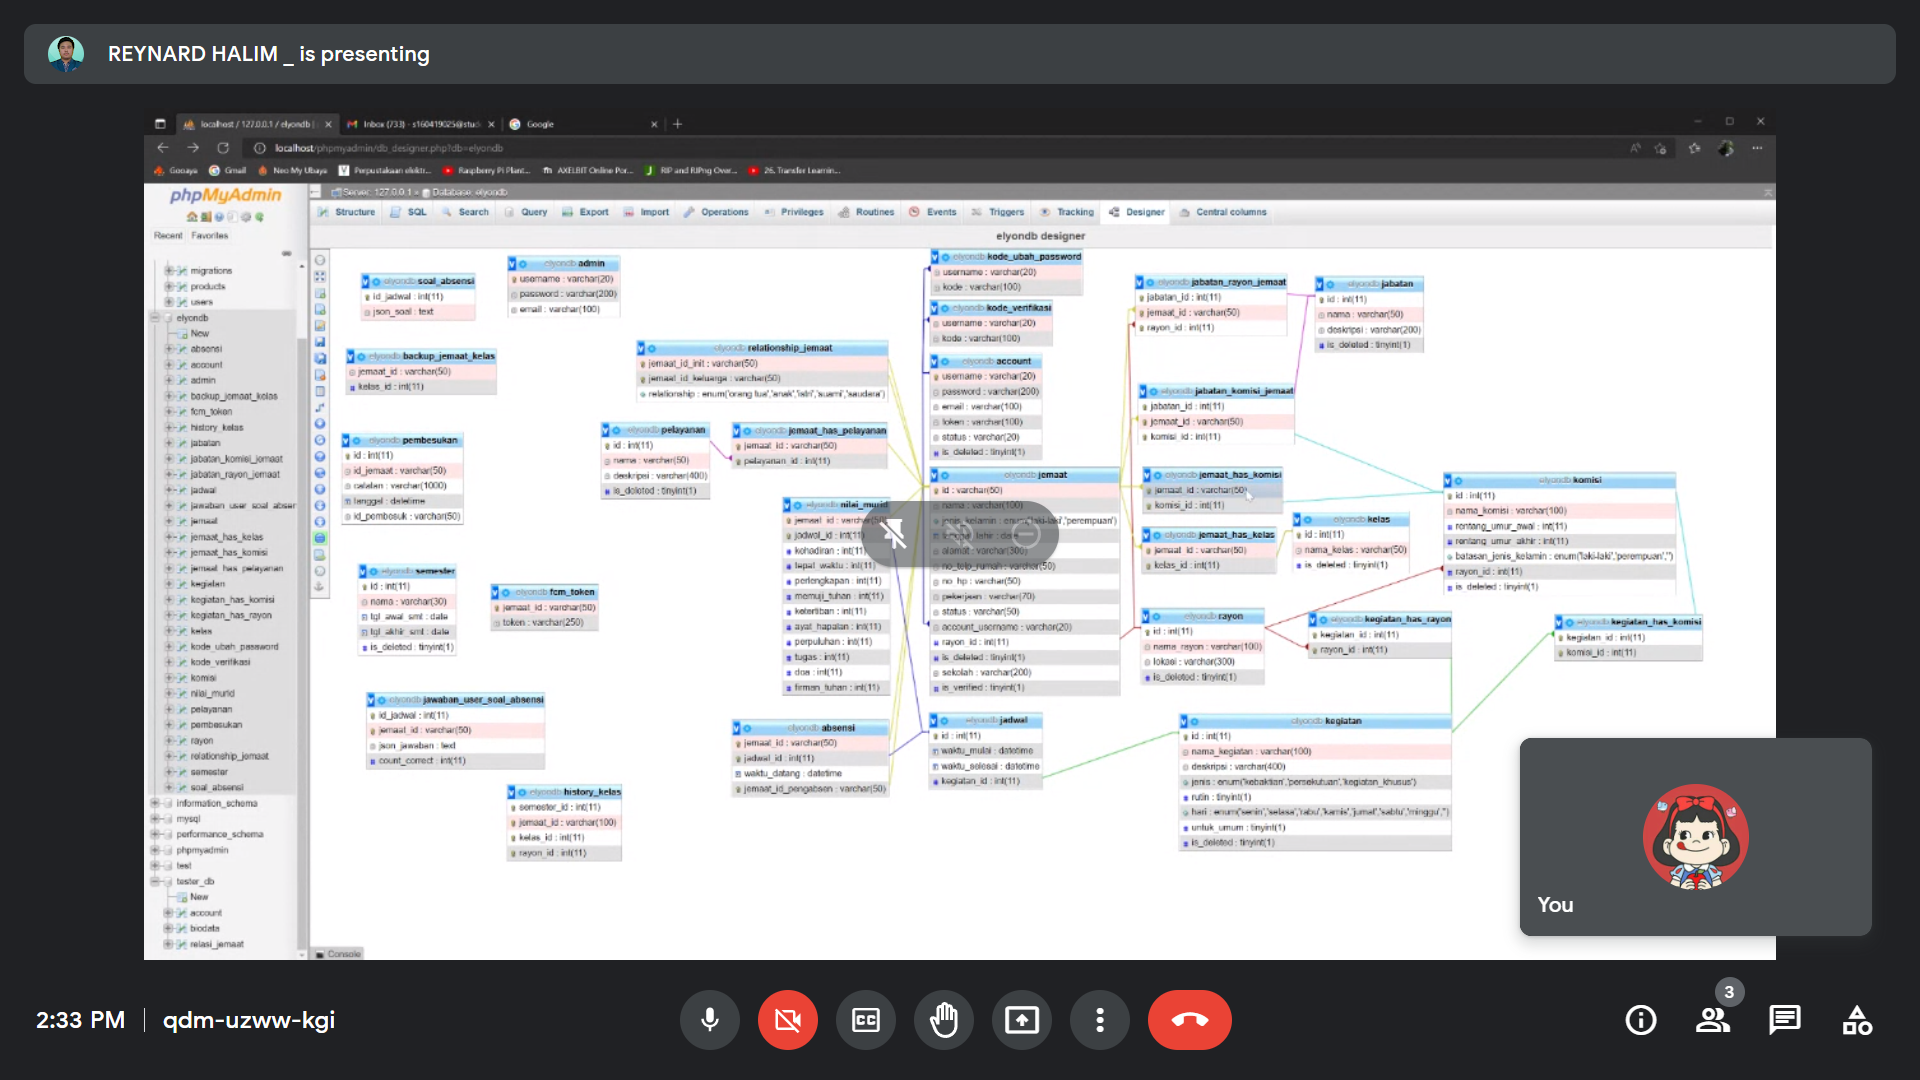 REYNARD HALIM _ is presenting
localhost / 127.0.0.1 / elyondb |
Inbox (733) - s160419025@stud
Google
localhost/phpmyadmin/db_designer.php?db=elyondb
Gooaya
Gmail
Neo My Ubaya
Perpustakaan elektr...
Raspberry Pi Plant...
AXELBIT Online Por...
RIP and RIPng Over...
26. Transfer Learnin...
phpMyAdmin
Recent
Favorites
migrations
products
users
elyondb
New
absensi
account
admin
backup_jemaat_kelas
fcm_token
history_kelas
jabatan
jabatan_komisi_jemaat
jabatan_rayon_jemaat
jadwal
jawaban_user_soal_absen
jemaat
jemaat_has_kelas
jemaat_has_komisi
jemaat_has_pelayanan
kegiatan
kegiatan_has_komisi
kegiatan_has_rayon
kelas
kode_ubah_password
kode_verifikasi
komisi
nilai_murid
pelayanan
pembesukan
rayon
relationship_jemaat
semester
soal_absensi
information_schema
mysql
performance_schema
phpmyadmin
test
tester_db
New
account
biodata
relasi_jemaat
Server: 127.0.0.1 » Database: elyondb
Structure
SQL
Search
Query
Export
Import
Operations
Privileges
Routines
Events
Triggers
Tracking
Designer
Central columns
elyondb designer
elyondb soal_absensi
id_jadwal : int(11)
json_soal : text
elyondb admin
username : varchar(20)
password : varchar(200)
email : varchar(100)
elyondb backup_jemaat_kelas
jemaat_id : varchar(50)
kelas_id : int(11)
elyondb pembesukan
id : int(11)
id_jemaat : varchar(50)
catatan : varchar(1000)
tanggal : datetime
id_pembesuk : varchar(50)
elyondb semester
id : int(11)
nama : varchar(30)
tgl_awal_smt : date
tgl_akhir_smt : date
is_deleted : tinyint(1)
elyondb fcm_token
jemaat_id : varchar(50)
token : varchar(250)
elyondb jawaban_user_soal_absensi
id_jadwal : int(11)
jemaat_id : varchar(50)
json_jawaban : text
count_correct : int(11)
elyondb history_kelas
semester_id : int(11)
jemaat_id : varchar(100)
kelas_id : int(11)
rayon_id : int(11)
elyondb relationship_jemaat
jemaat_id_init : varchar(50)
jemaat_id_keluarga : varchar(50)
relationship : enum('orang tua','anak','istri','suami','saudara')
elyondb pelayanan
id : int(11)
nama : varchar(50)
deskripsi : varchar(400)
is_deleted : tinyint(1)
elyondb jemaat_has_pelayanan
jemaat_id : varchar(50)
pelayanan_id : int(11)
elyondb nilai_murid
jemaat_id : varchar(50)
jadwal_id : int(11)
kehadiran : int(11)
tepat_waktu : int(11)
perlengkapan : int(11)
memuji_tuhan : int(11)
ketertiban : int(11)
ayat_hapalan : int(11)
perpuluhan : int(11)
tugas : int(11)
doa : int(11)
firman_tuhan : int(11)
elyondb absensi
jemaat_id : varchar(50)
jadwal_id : int(11)
waktu_datang : datetime
jemaat_id_pengabsen : varchar(50)
elyondb kode_ubah_password
username : varchar(20)
kode : varchar(100)
elyondb kode_verifikasi
username : varchar(20)
kode : varchar(100)
elyondb account
username : varchar(20)
password : varchar(200)
email : varchar(100)
token : varchar(100)
status : varchar(20)
is_deleted : tinyint(1)
elyondb jemaat
id : varchar(50)
nama : varchar(100)
jenis_kelamin : enum('laki-laki','perempuan')
tanggal_lahir : date
alamat : varchar(300)
no_telp_rumah : varchar(50)
no_hp : varchar(50)
pekerjaan : varchar(70)
status : varchar(50)
account_username : varchar(20)
rayon_id : int(11)
is_deleted : tinyint(1)
sekolah : varchar(200)
is_verified : tinyint(1)
elyondb jadwal
id : int(11)
waktu_mulai : datetime
waktu_selesai : datetime
kegiatan_id : int(11)
elyondb jabatan_rayon_jemaat
jabatan_id : int(11)
jemaat_id : varchar(50)
rayon_id : int(11)
elyondb jabatan
id : int(11)
nama : varchar(50)
deskripsi : varchar(200)
is_deleted : tinyint(1)
elyondb jabatan_komisi_jemaat
jabatan_id : int(11)
jemaat_id : varchar(50)
komisi_id : int(11)
elyondb jemaat_has_komisi
jemaat_id : varchar(50)
komisi_id : int(11)
elyondb jemaat_has_kelas
jemaat_id : varchar(50)
kelas_id : int(11)
elyondb kelas
id : int(11)
nama_kelas : varchar(50)
is_deleted : tinyint(1)
elyondb komisi
id : int(11)
nama_komisi : varchar(100)
rentang_umur_awal : int(11)
rentang_umur_akhir : int(11)
batasan_jenis_kelamin : enum('laki-laki','perempuan','')
rayon_id : int(11)
is_deleted : tinyint(1)
elyondb rayon
id : int(11)
nama_rayon : varchar(100)
lokasi : varchar(300)
is_deleted : tinyint(1)
elyondb kegiatan_has_rayon
kegiatan_id : int(11)
rayon_id : int(11)
elyondb kegiatan_has_komisi
kegiatan_id : int(11)
komisi_id : int(11)
elyondb kegiatan
id : int(11)
nama_kegiatan : varchar(100)
deskripsi : varchar(400)
jenis : enum('kebaktian','persekutuan','kegiatan_khusus')
rutin : tinyint(1)
hari : enum('senin','selasa','rabu','kamis','jumat','sabtu','minggu','')
untuk_umum : tinyint(1)
is_deleted : tinyint(1)
Console
You
2:33 PM | qdm-uzww-kgi
CC
3